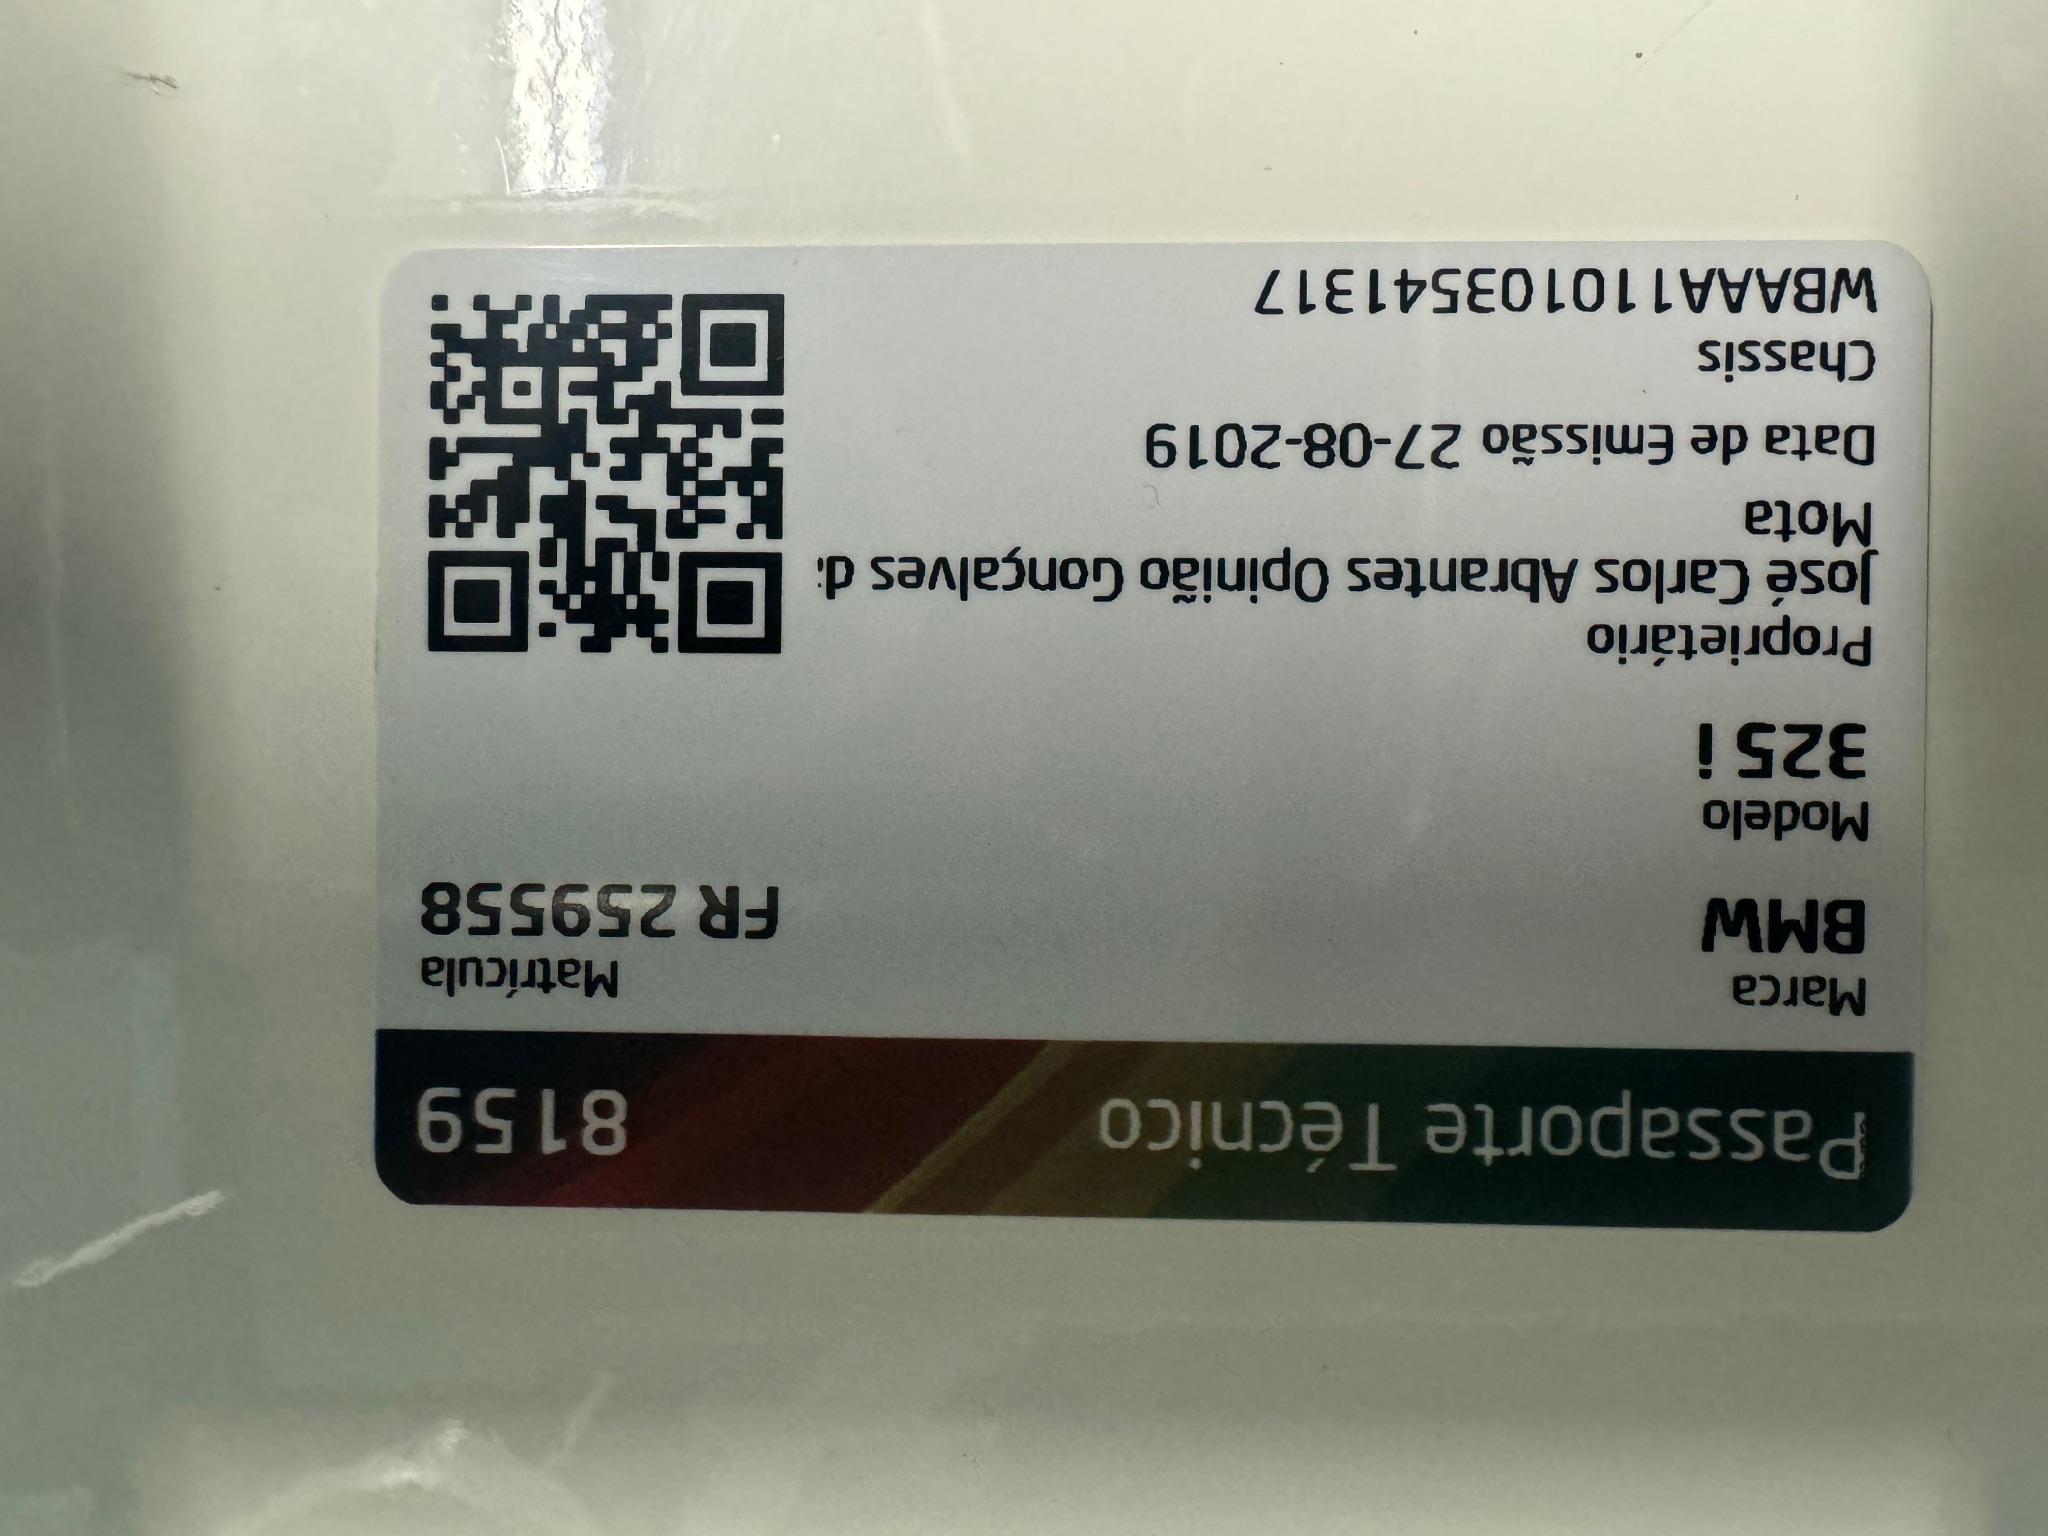 Passaporte Técnico 8159
Marca
BMW
Matrícula
FR 259558
Modelo
325 i
Proprietário
José Carlos Abrantes Opinião Gonçalves d
Mota
Data de Emissão 27-08-2019
Chassis
WBAAA110103541317